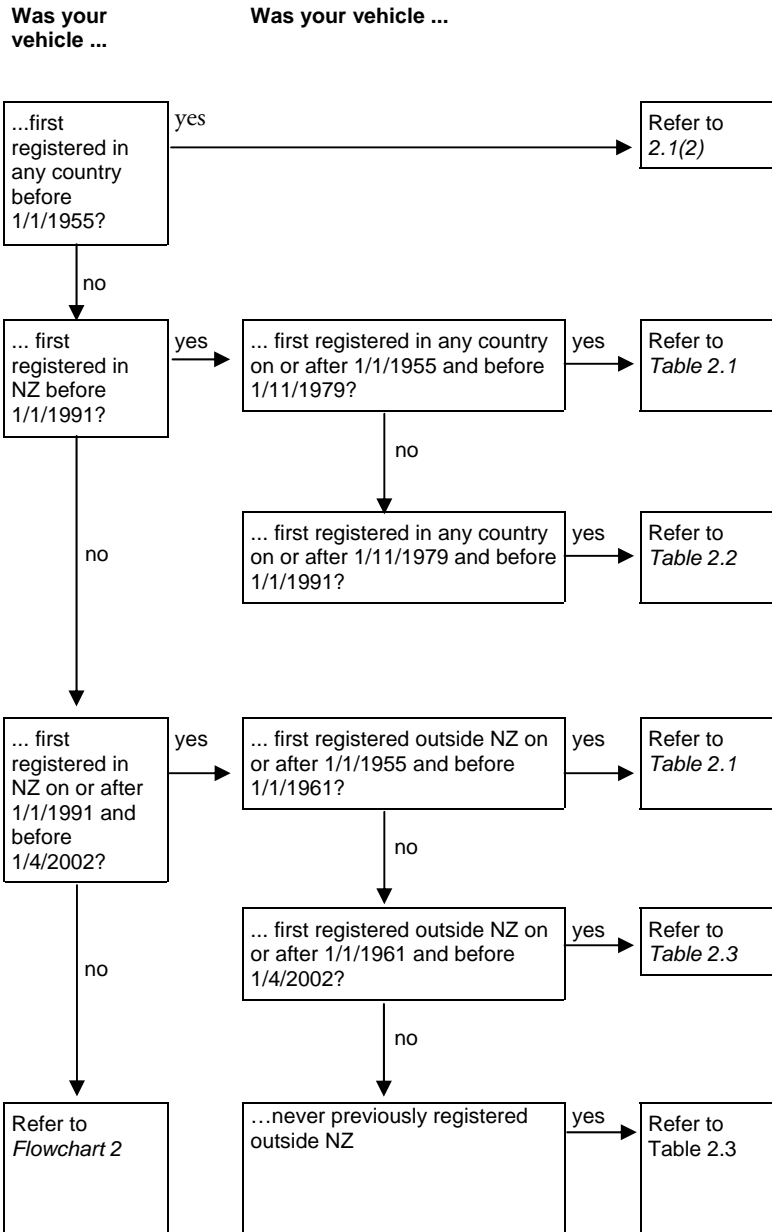 Was your
vehicle ...
Was your vehicle ...
...first
registered in
any country
before
1/1/1955?
yes
Refer to
2.1(2)
no
... first
registered in
NZ before
1/1/1991?
yes
... first registered in any country
on or after 1/1/1955 and before
1/11/1979?
yes
Refer to
Table 2.1
no
... first registered in any country
on or after 1/11/1979 and before
1/1/1991?
yes
Refer to
Table 2.2
no
... first
registered in
NZ on or after
1/1/1991 and
before
1/4/2002?
yes
... first registered outside NZ on
or after 1/1/1955 and before
1/1/1961?
yes
Refer to
Table 2.1
no
... first registered outside NZ on
or after 1/1/1961 and before
1/4/2002?
yes
Refer to
Table 2.3
no
no
Refer to
Flowchart 2
…never previously registered
outside NZ
yes
Refer to
Table 2.3